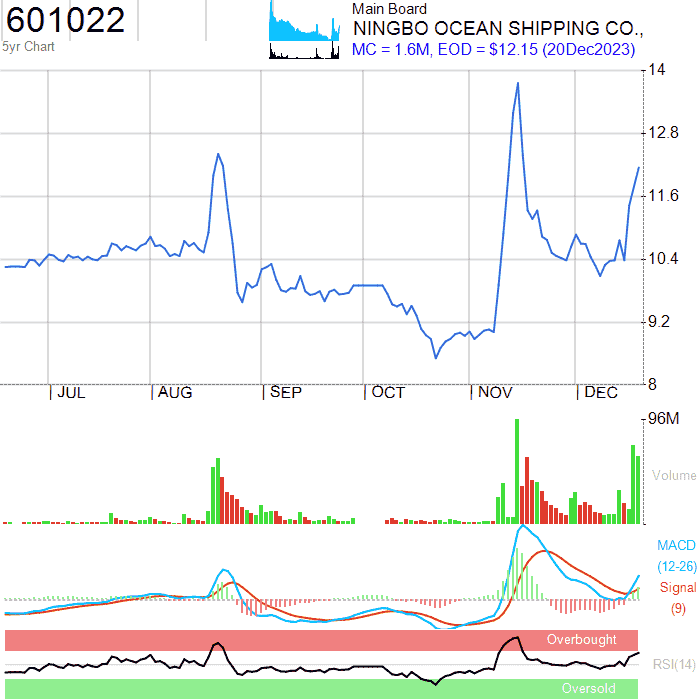 601022
5yr Chart
Main Board
NINGBO OCEAN SHIPPING CO.,
MC = 1.6M, EOD = $12.15 (20Dec2023)
14
12.8
11.6
10.4
9.2
8
JUL AUG SEP OCT NOV DEC
96M
Volume
MACD
(12-26)
Signal
(9)
Overbought
RSI(14)
Oversold